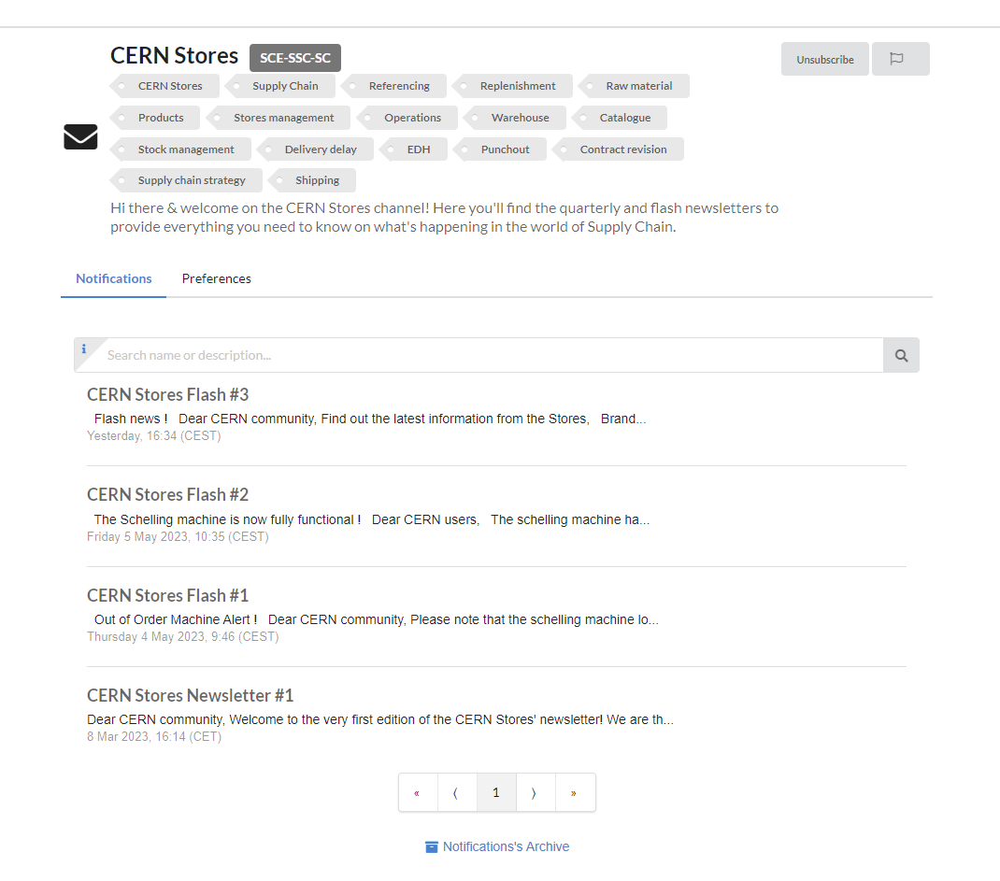 CERN Stores SCE-SSC-SC
Unsubscribe
CERN Stores Supply Chain Referencing Replenishment Raw material
Products Stores management Operations Warehouse Catalogue
Stock management Delivery delay EDH Punchout Contract revision
Supply chain strategy Shipping
Hi there & welcome on the CERN Stores channel! Here you'll find the quarterly and flash newsletters to
provide everything you need to know on what's happening in the world of Supply Chain.
Notifications Preferences
i Search name or description...
CERN Stores Flash #3
Flash news ! Dear CERN community, Find out the latest information from the Stores, Brand...
Yesterday, 16:34 (CEST)
CERN Stores Flash #2
The Schelling machine is now fully functional ! Dear CERN users, The schelling machine ha...
Friday 5 May 2023, 10:35 (CEST)
CERN Stores Flash #1
Out of Order Machine Alert ! Dear CERN community, Please note that the schelling machine lo...
Thursday 4 May 2023, 9:46 (CEST)
CERN Stores Newsletter #1
Dear CERN community, Welcome to the very first edition of the CERN Stores' newsletter! We are th...
8 Mar 2023, 16:14 (CET)
« ⟨ 1 ⟩ »
Notifications's Archive